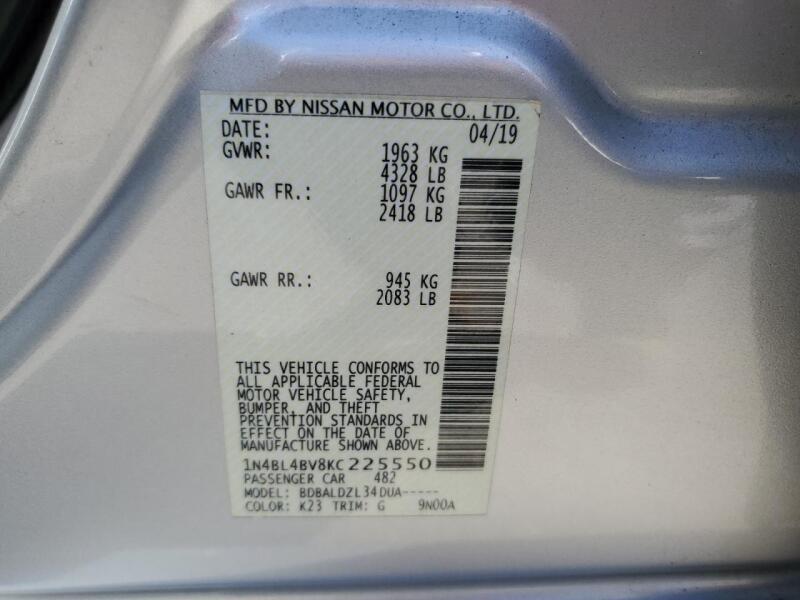 MFD BY NISSAN MOTOR CO., LTD.
DATE: 04/19
GVWR: 1963 KG
4328 LB
GAWR FR.: 1097 KG
2418 LB
GAWR RR.: 945 KG
2083 LB
THIS VEHICLE CONFORMS TO
ALL APPLICABLE FEDERAL
MOTOR VEHICLE SAFETY,
BUMPER, AND THEFT
PREVENTION STANDARDS IN
EFFECT ON THE DATE OF
MANUFACTURE SHOWN ABOVE.
1N4BL4BV8KC225550
PASSENGER CAR 482
MODEL: BDBALDZL34DUA-----
COLOR: K23 TRIM: G 9N00A